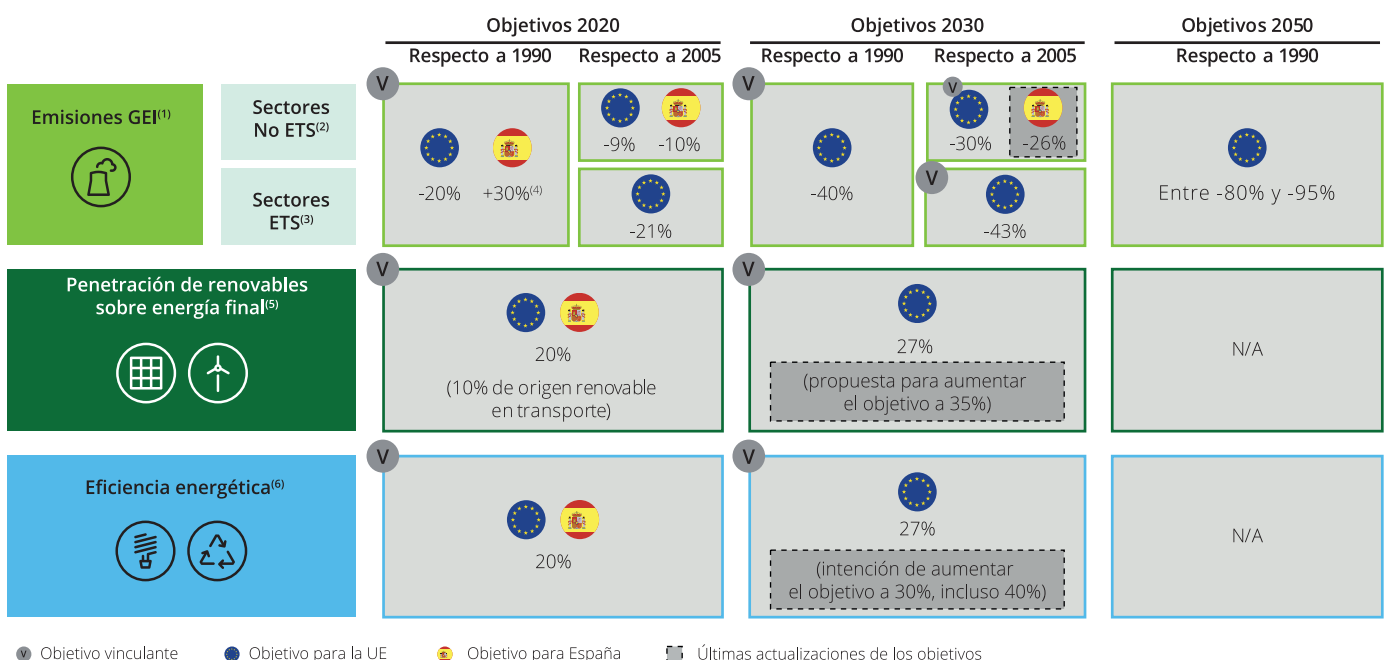 Objetivos 2020
Objetivos 2030
Objetivos 2050
Respecto a 1990
Respecto a 2005
Respecto a 1990
Respecto a 2005
Respecto a 1990
Emisiones GEI(1)
Sectores
No ETS(2)
Sectores
ETS(3)
V
-20%
+30%(4)
-9%
-10%
-21%
V
-40%
V
-30%
-26%
V
-43%
Entre -80% y -95%
Penetración de renovables
sobre energía final(5)
V
20%
(10% de origen renovable
en transporte)
V
27%
(propuesta para aumentar
el objetivo a 35%)
N/A
Eficiencia energética(6)
V
20%
V
27%
(intención de aumentar
el objetivo a 30%, incluso 40%)
N/A
V Objetivo vinculante
Objetivo para la UE
Objetivo para España
Últimas actualizaciones de los objetivos